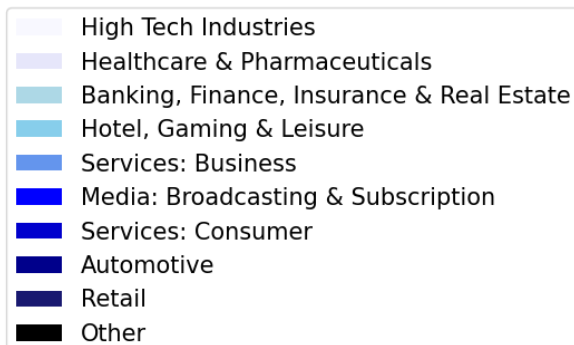 High Tech Industries
Healthcare & Pharmaceuticals
Banking, Finance, Insurance & Real Estate
Hotel, Gaming & Leisure
Services: Business
Media: Broadcasting & Subscription
Services: Consumer
Automotive
Retail
Other